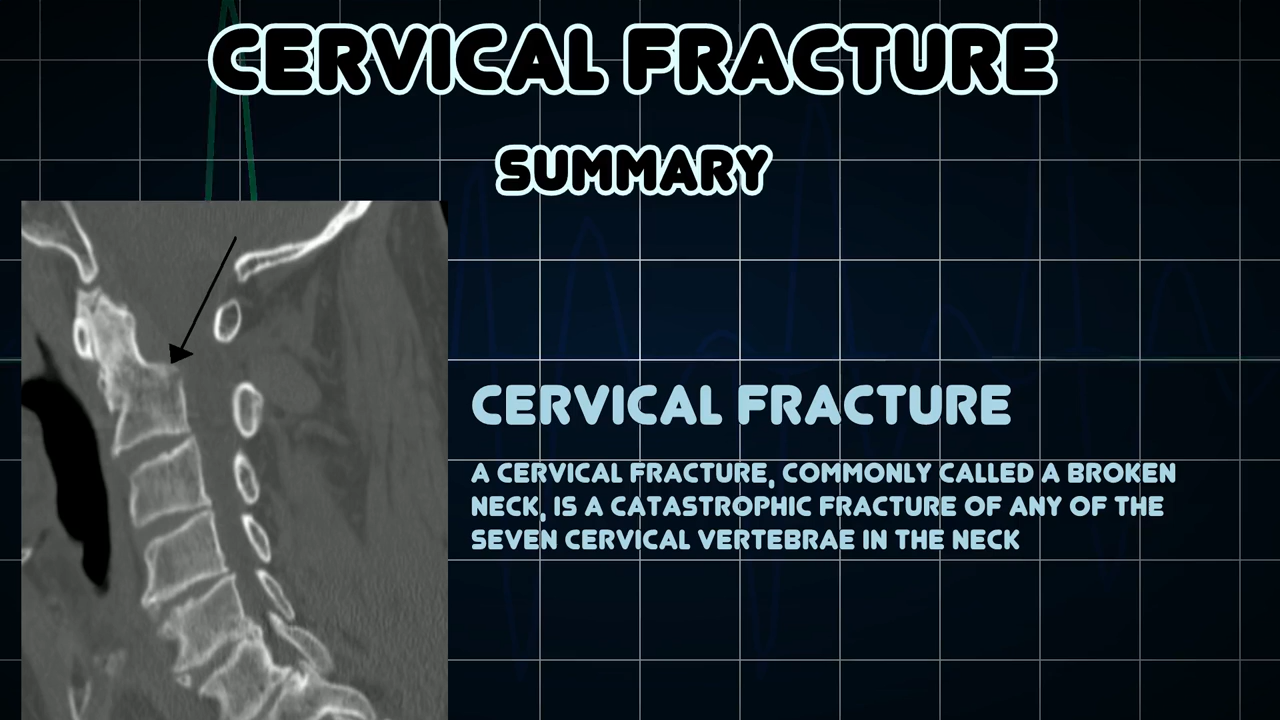 CERVICAL FRACTURE
SUMMARY
CERVICAL FRACTURE
A CERVICAL FRACTURE, COMMONLY CALLED A BROKEN
NECK, IS A CATASTROPHIC FRACTURE OF ANY OF THE
SEVEN CERVICAL VERTEBRAE IN THE NECK